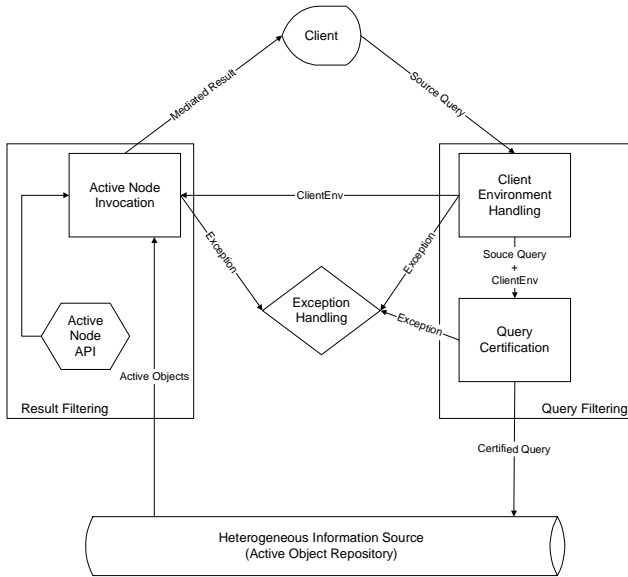 Client
Mediated Result
Source Query
Active Node
Invocation
ClientEnv
Client
Environment
Handling
Exception
Exception
Souce Query
+
ClientEnv
Exception
Handling
Exception
Query
Certification
Active
Node
API
Active Objects
Result Filtering
Query Filtering
Certified Query
Heterogeneous Information Source
(Active Object Repository)